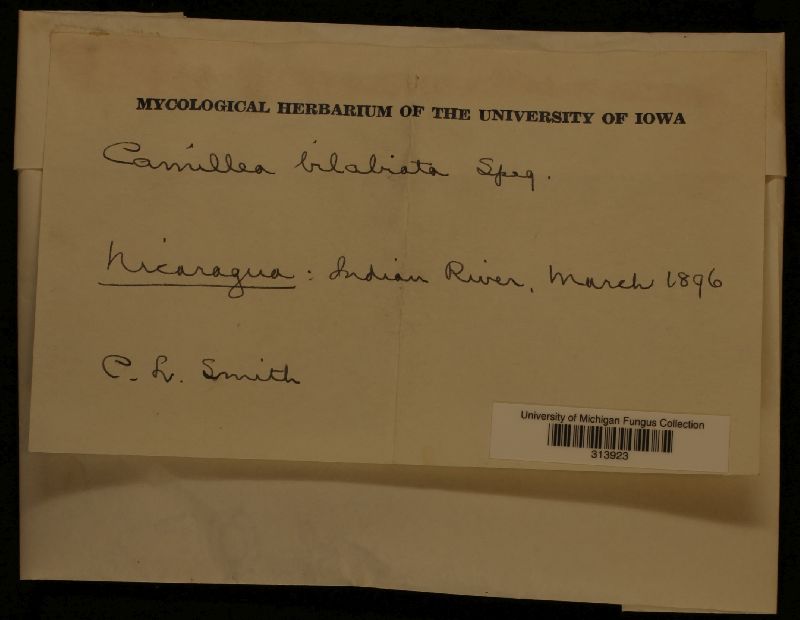 MYCOLOGICAL HERBARIUM OF THE UNIVERSITY OF IOWA
Camillea bilabiata Speg.
Nicaragua: Indian River, March 1896
C. L. Smith
University of Michigan Fungus Collection
313923